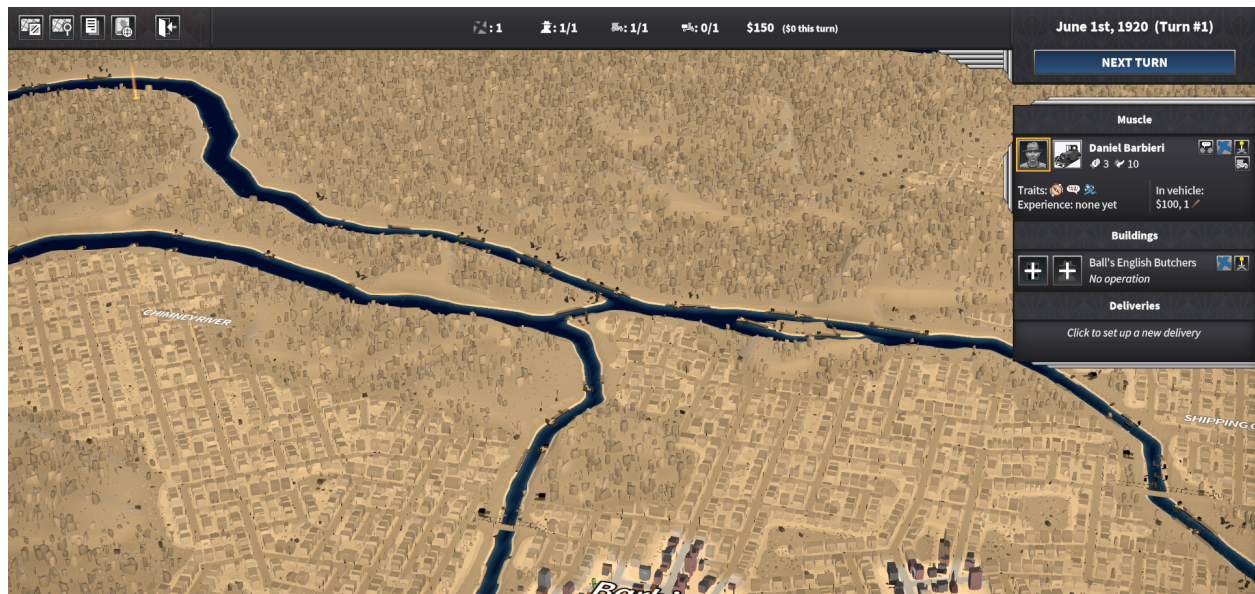 : 1
: 1/1
: 1/1
: 0/1
$150 ($0 this turn)
June 1st, 1920 (Turn #1)
NEXT TURN
Muscle
Daniel Barbieri
3 10
Traits:
Experience: none yet
In vehicle:
$100, 1
Buildings
Ball's English Butchers
No operation
Deliveries
Click to set up a new delivery
CHIMNEY RIVER
SHIPPING